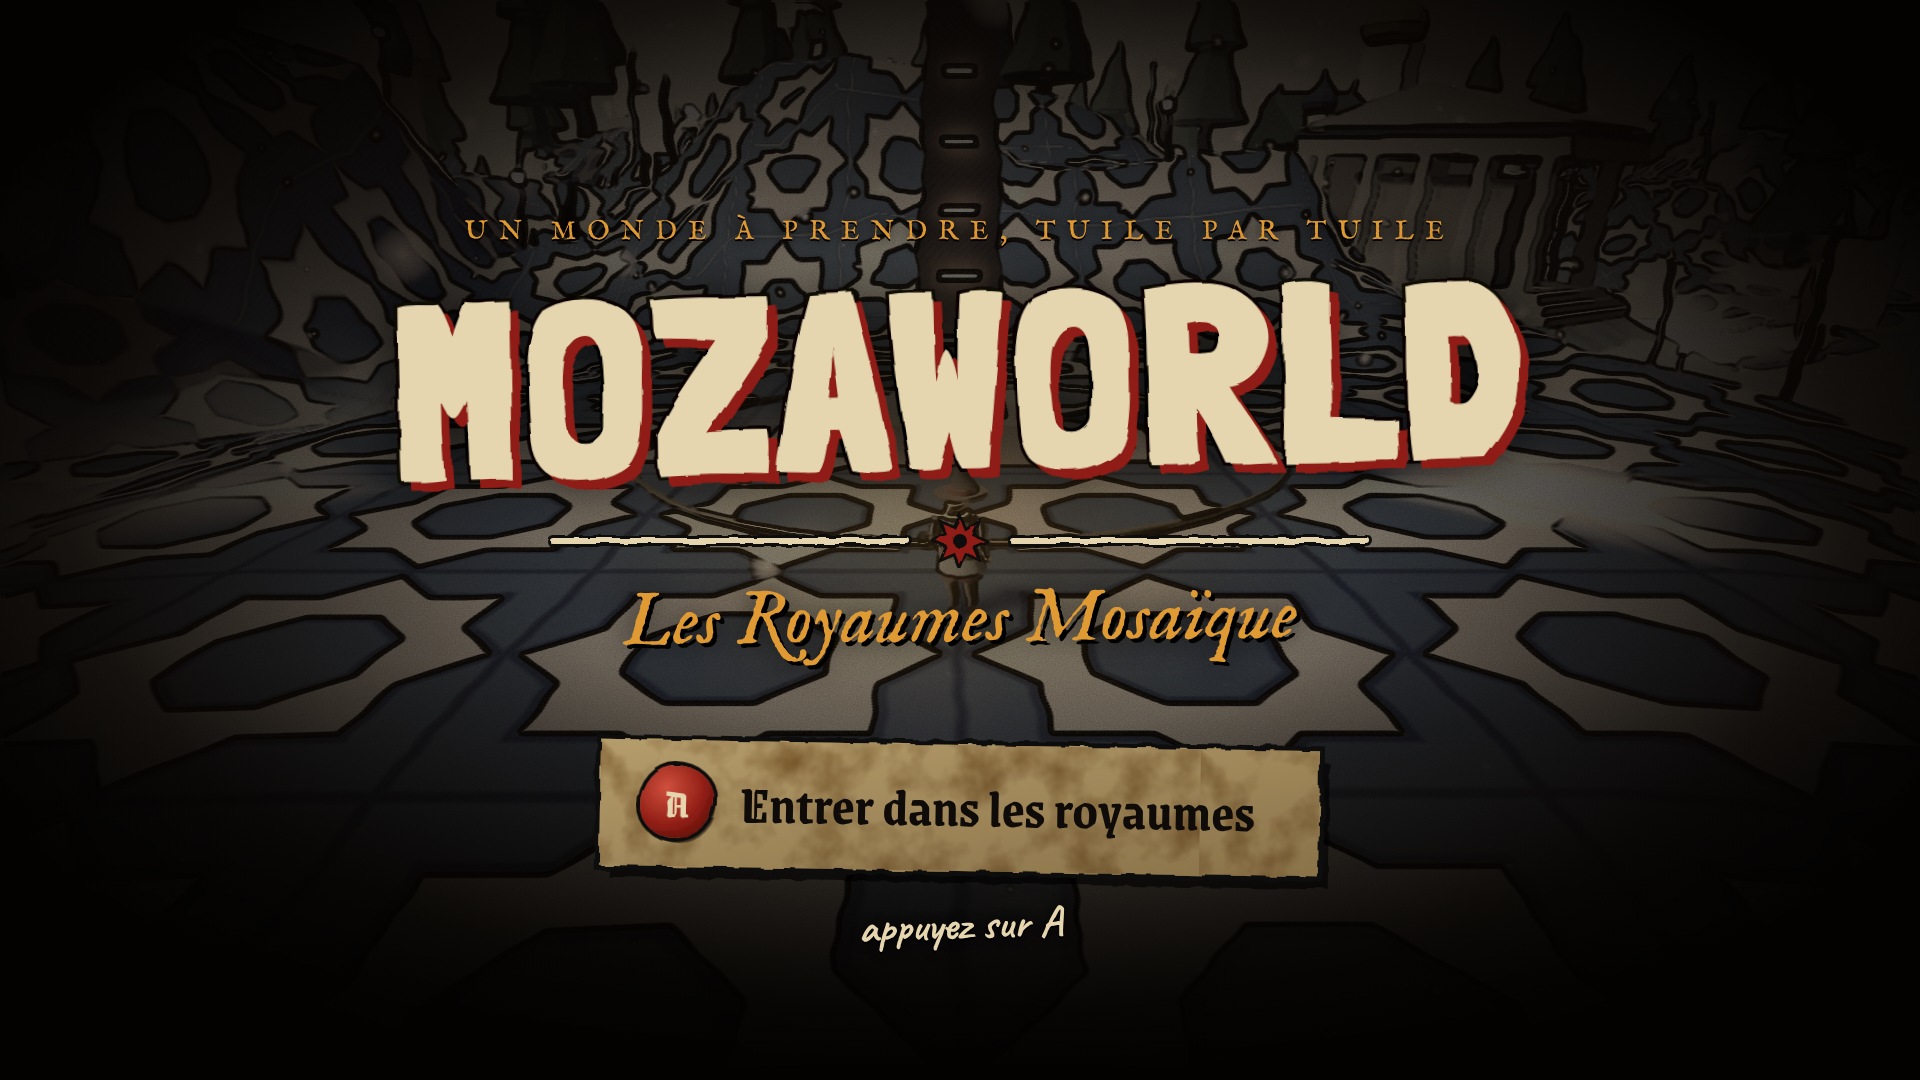 UN MONDE À PRENDRE, TUILE PAR TUILE
MOZAWORLD
Les Royaumes Mosaïque
A Entrer dans les royaumes
appuyez sur A